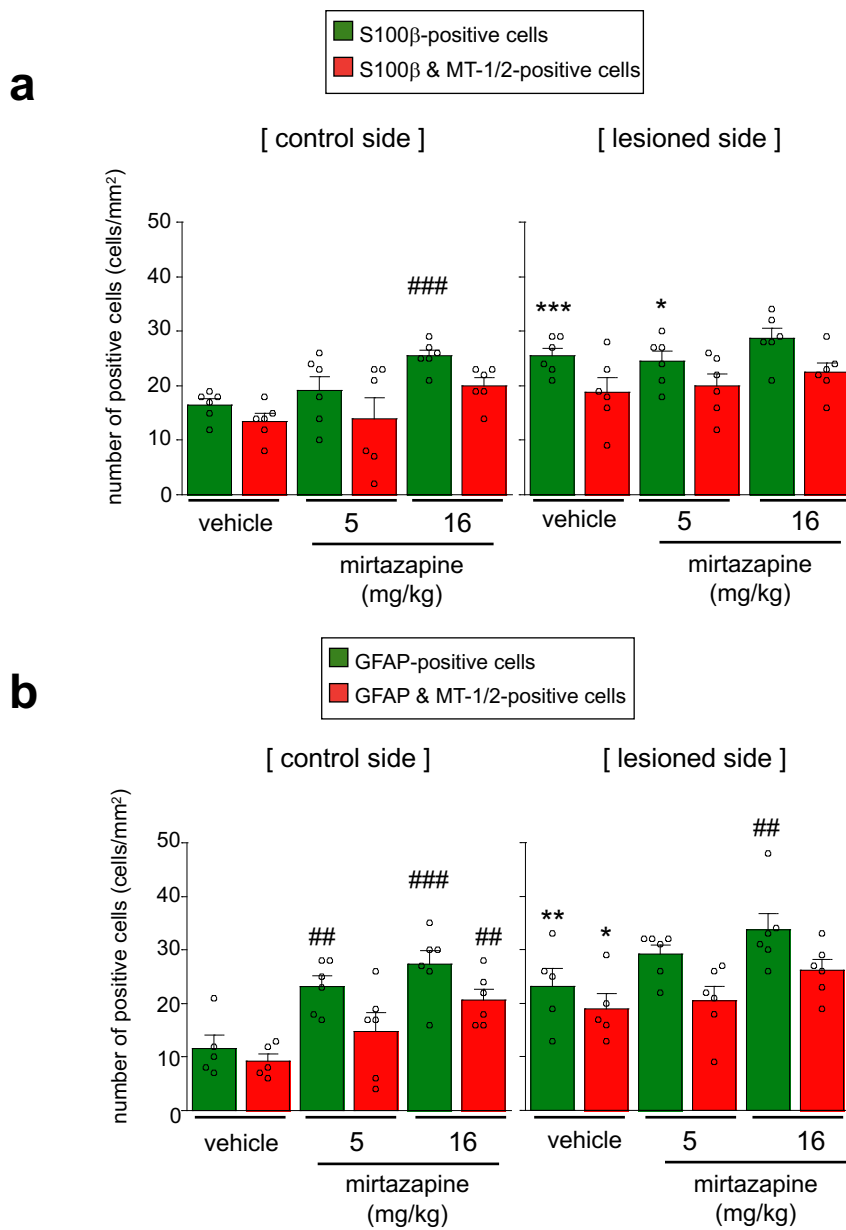 a
S100β-positive cells
S100β & MT-1/2-positive cells
[ control side ]
[ lesioned side ]
number of positive cells (cells/mm²)
50
40
30
20
10
0
###
***
*
vehicle
5
16
mirtazapine
(mg/kg)
vehicle
5
16
mirtazapine
(mg/kg)
b
GFAP-positive cells
GFAP & MT-1/2-positive cells
[ control side ]
[ lesioned side ]
number of positive cells (cells/mm²)
50
40
30
20
10
0
##
###
##
**
*
##
vehicle
5
16
mirtazapine
(mg/kg)
vehicle
5
16
mirtazapine
(mg/kg)